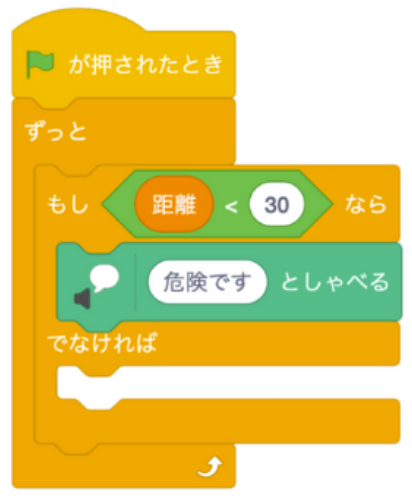 が押されたとき
ずっと
もし 距離 < 30 なら
危険です としゃべる
でなければ